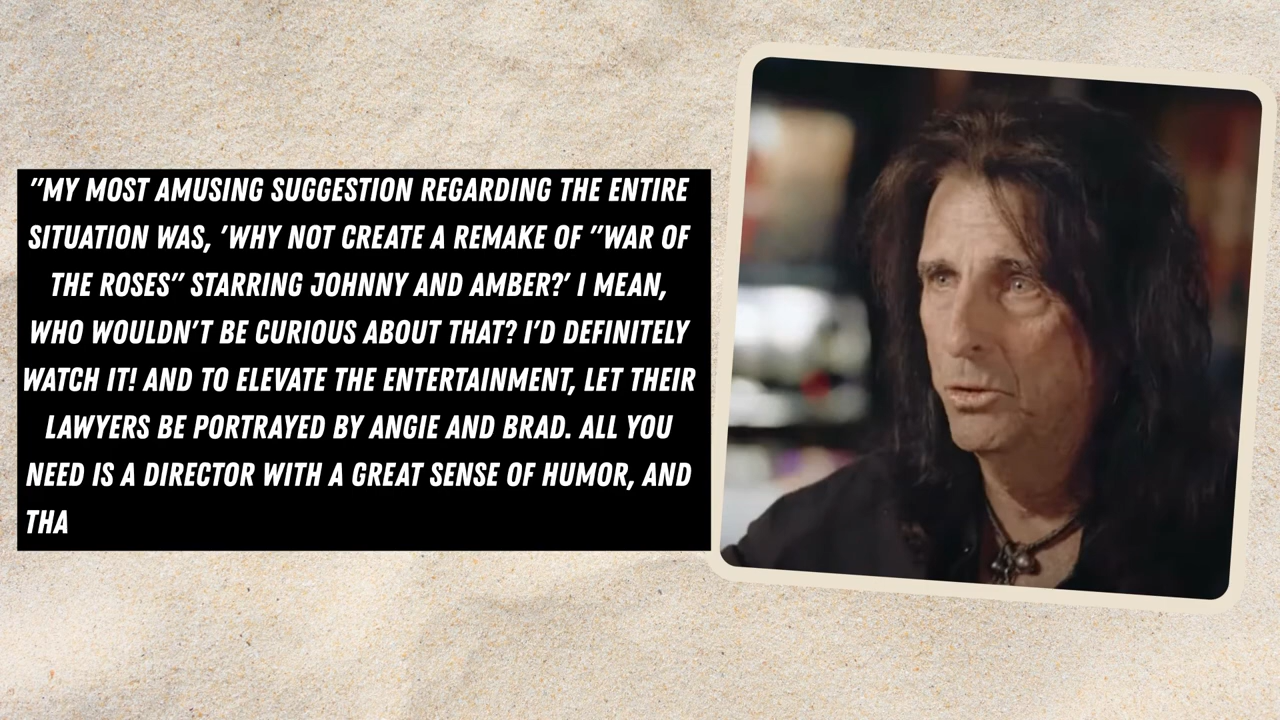 "MY MOST AMUSING SUGGESTION REGARDING THE ENTIRE
SITUATION WAS, 'WHY NOT CREATE A REMAKE OF "WAR OF
THE ROSES" STARRING JOHNNY AND AMBER?' I MEAN,
WHO WOULDN'T BE CURIOUS ABOUT THAT? I'D DEFINITELY
WATCH IT! AND TO ELEVATE THE ENTERTAINMENT, LET THEIR
LAWYERS BE PORTRAYED BY ANGIE AND BRAD. ALL YOU
NEED IS A DIRECTOR WITH A GREAT SENSE OF HUMOR, AND
THA